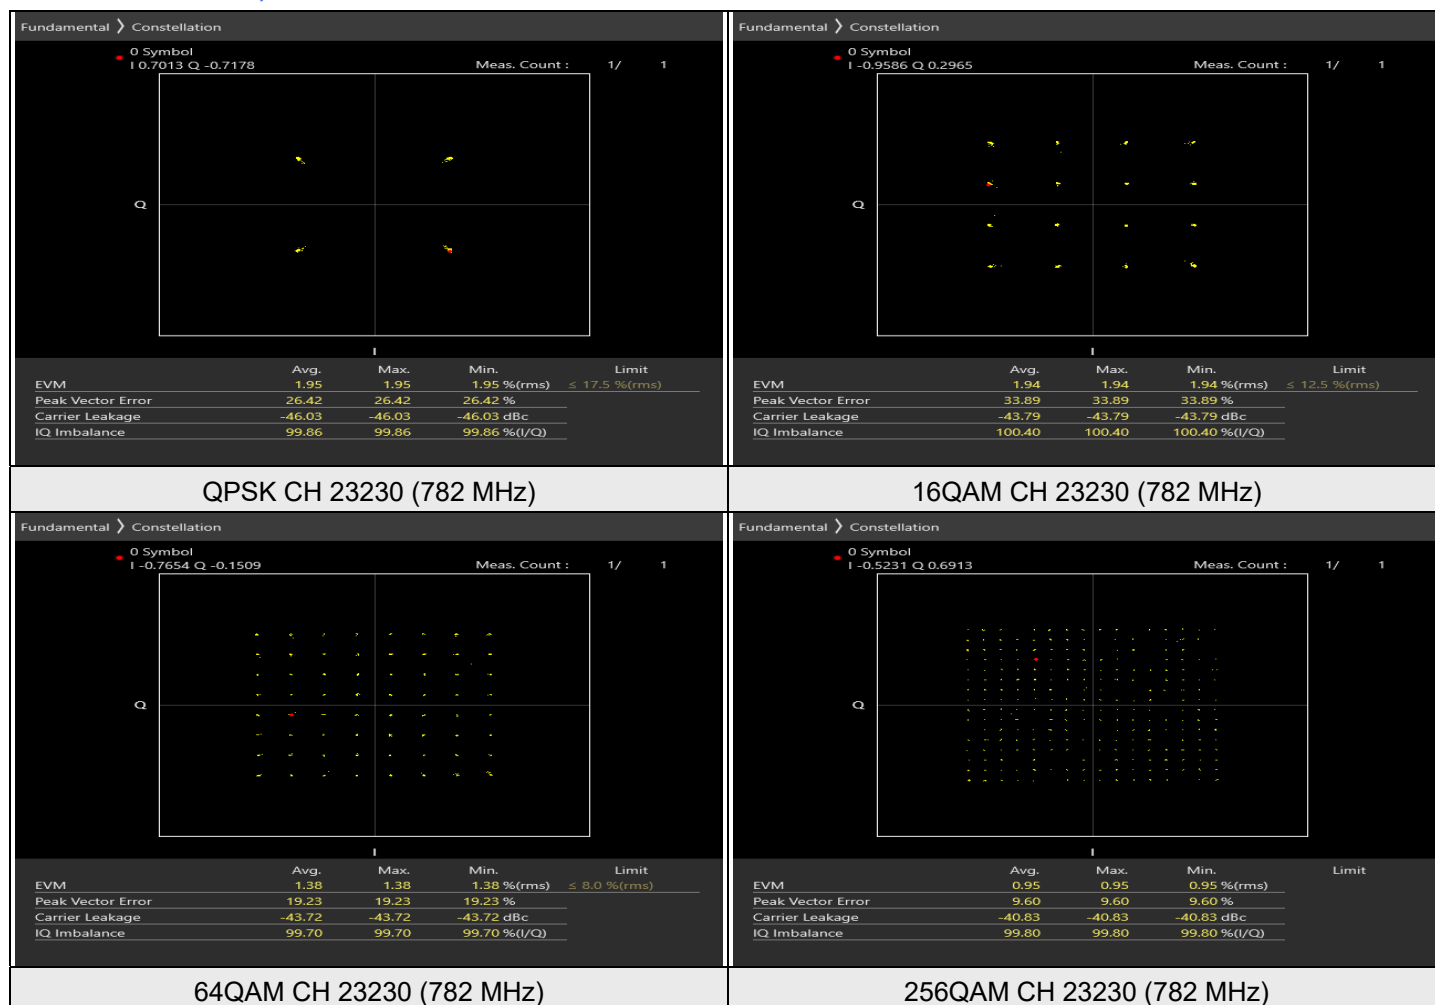 Fundamental ❯ Constellation
0 Symbol
I 0.7013 Q -0.7178 Meas. Count : 1/ 1
Q
I
Avg. Max. Min. Limit
EVM 1.95 1.95 1.95 %(rms) ≤ 17.5 %(rms)
Peak Vector Error 26.42 26.42 26.42 %
Carrier Leakage -46.03 -46.03 -46.03 dBc
IQ Imbalance 99.86 99.86 99.86 %(I/Q)
QPSK CH 23230 (782 MHz)
Fundamental ❯ Constellation
0 Symbol
I -0.9586 Q 0.2965 Meas. Count : 1/ 1
Q
I
Avg. Max. Min. Limit
EVM 1.94 1.94 1.94 %(rms) ≤ 12.5 %(rms)
Peak Vector Error 33.89 33.89 33.89 %
Carrier Leakage -43.79 -43.79 -43.79 dBc
IQ Imbalance 100.40 100.40 100.40 %(I/Q)
16QAM CH 23230 (782 MHz)
Fundamental ❯ Constellation
0 Symbol
I -0.7654 Q -0.1509 Meas. Count : 1/ 1
Q
I
Avg. Max. Min. Limit
EVM 1.38 1.38 1.38 %(rms) ≤ 8.0 %(rms)
Peak Vector Error 19.23 19.23 19.23 %
Carrier Leakage -43.72 -43.72 -43.72 dBc
IQ Imbalance 99.70 99.70 99.70 %(I/Q)
64QAM CH 23230 (782 MHz)
Fundamental ❯ Constellation
0 Symbol
I -0.5231 Q 0.6913 Meas. Count : 1/ 1
Q
I
Avg. Max. Min. Limit
EVM 0.95 0.95 0.95 %(rms)
Peak Vector Error 9.60 9.60 9.60 %
Carrier Leakage -40.83 -40.83 -40.83 dBc
IQ Imbalance 99.80 99.80 99.80 %(I/Q)
256QAM CH 23230 (782 MHz)